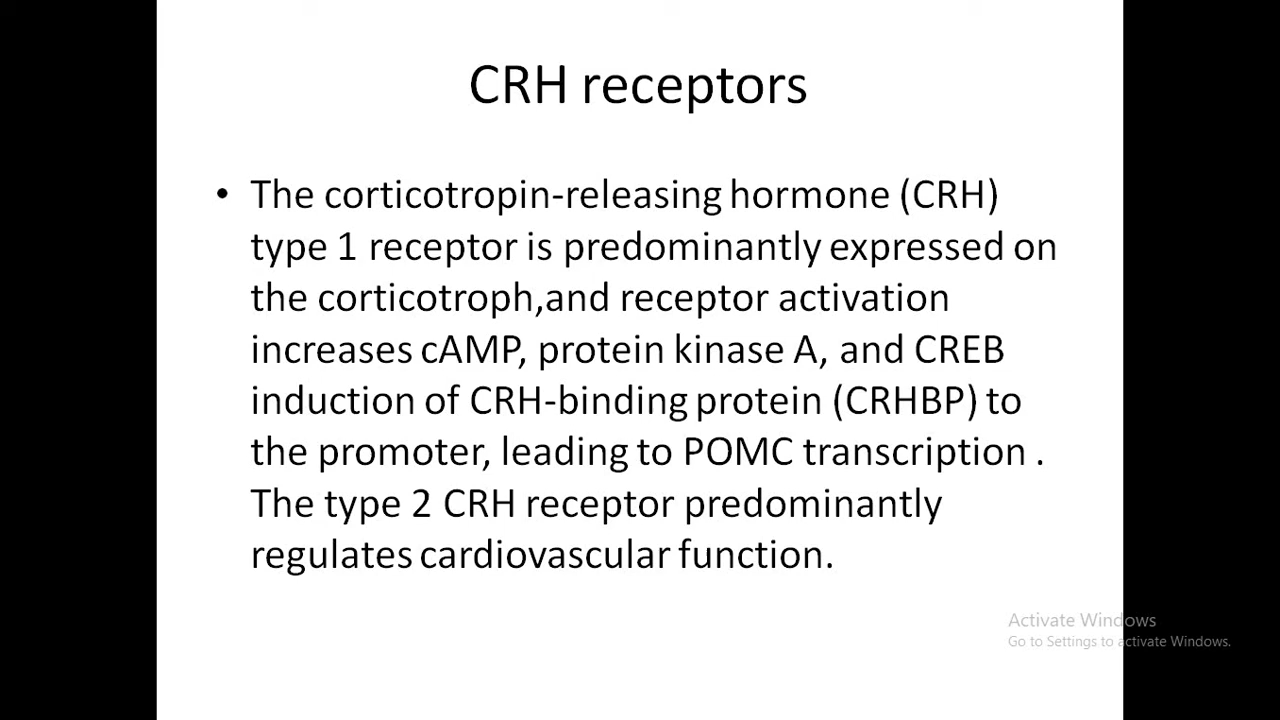 CRH receptors
• The corticotropin-releasing hormone (CRH)
type 1 receptor is predominantly expressed on
the corticotroph,and receptor activation
increases cAMP, protein kinase A, and CREB
induction of CRH-binding protein (CRHBP) to
the promoter, leading to POMC transcription .
The type 2 CRH receptor predominantly
regulates cardiovascular function.
Activate Windows
Go to Settings to activate Windows.